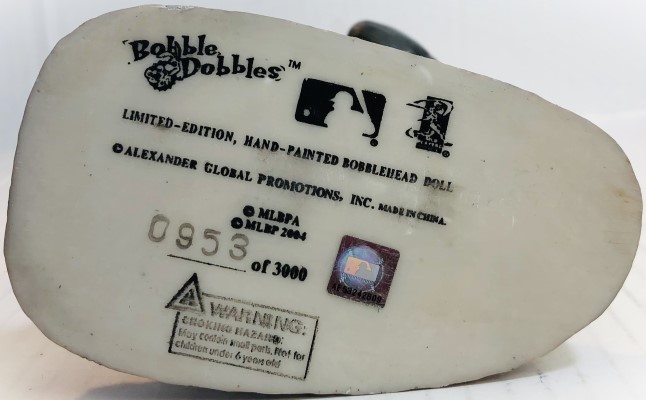 Bobble
Dobbles™
LIMITED-EDITION, HAND-PAINTED BOBBLEHEAD DOLL
©ALEXANDER GLOBAL PROMOTIONS, INC. MADE IN CHINA.
© MLBPA
© MLBP 2004
0953 of 3000
WARNING:
CHOKING HAZARD:
May contain small parts. Not for
children under 6 years old